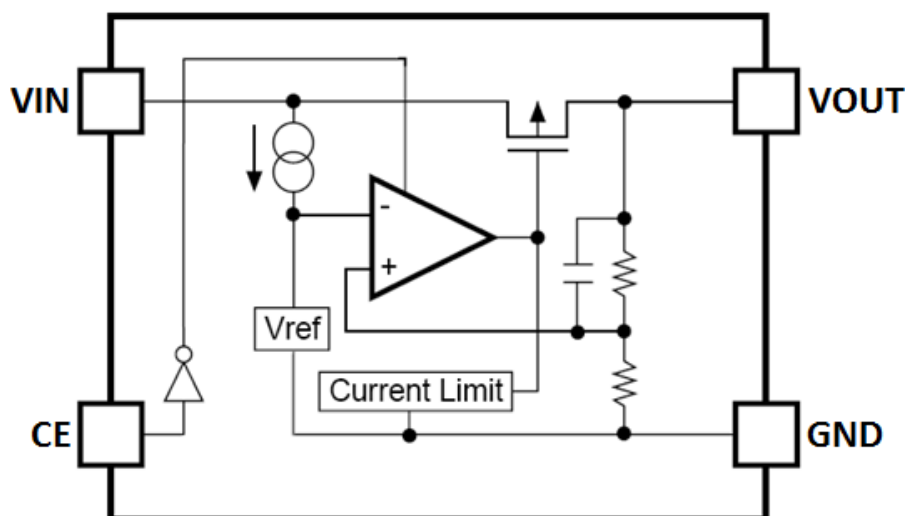 VIN
VOUT
-
+
Vref
Current Limit
CE
GND